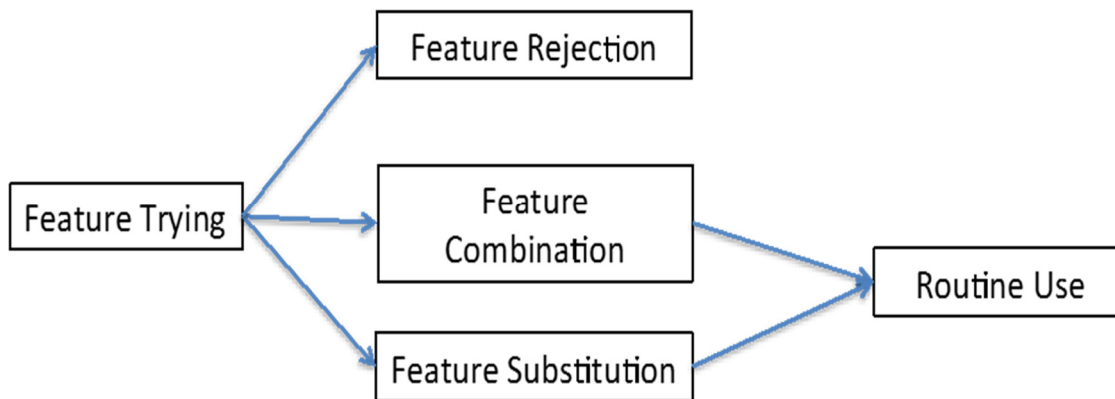 Feature Rejection
Feature Trying
Feature
Combination
Routine Use
Feature Substitution